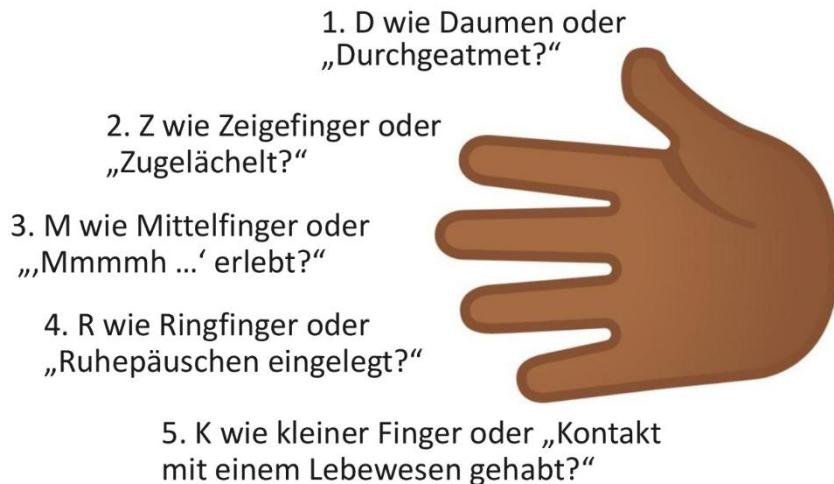 1. D wie Daumen oder
„Durchgeatmet?“
2. Z wie Zeigefinger oder
„Zugelächelt?“
3. M wie Mittelfinger oder
„‚Mmmmh ...‘ erlebt?“
4. R wie Ringfinger oder
„Ruhepäuschen eingelegt?“
5. K wie kleiner Finger oder „Kontakt
mit einem Lebewesen gehabt?“